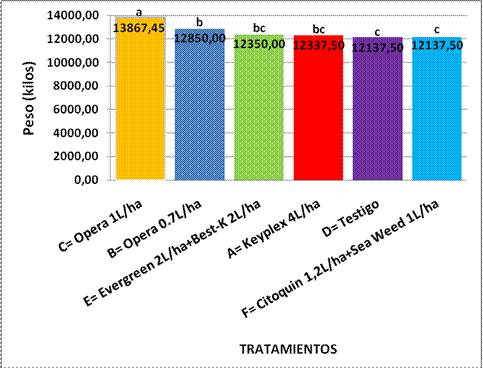 14000,00
12000,00
10000,00
8000,00
6000,00
4000,00
2000,00
0,00
Peso (kilos)
a
b
bc
bc
c
c
13867,45
12850,00
12350,00
12337,50
12137,50
12137,50
C= Opera 1L/ha
B= Opera 0.7L/ha
E= Evergreen 2L/ha+Best-K 2L/ha
A= Keyplex 4L/ha
D= Testigo
F= Citoquin 1,2L/ha+Sea Weed 1L/ha
TRATAMIENTOS